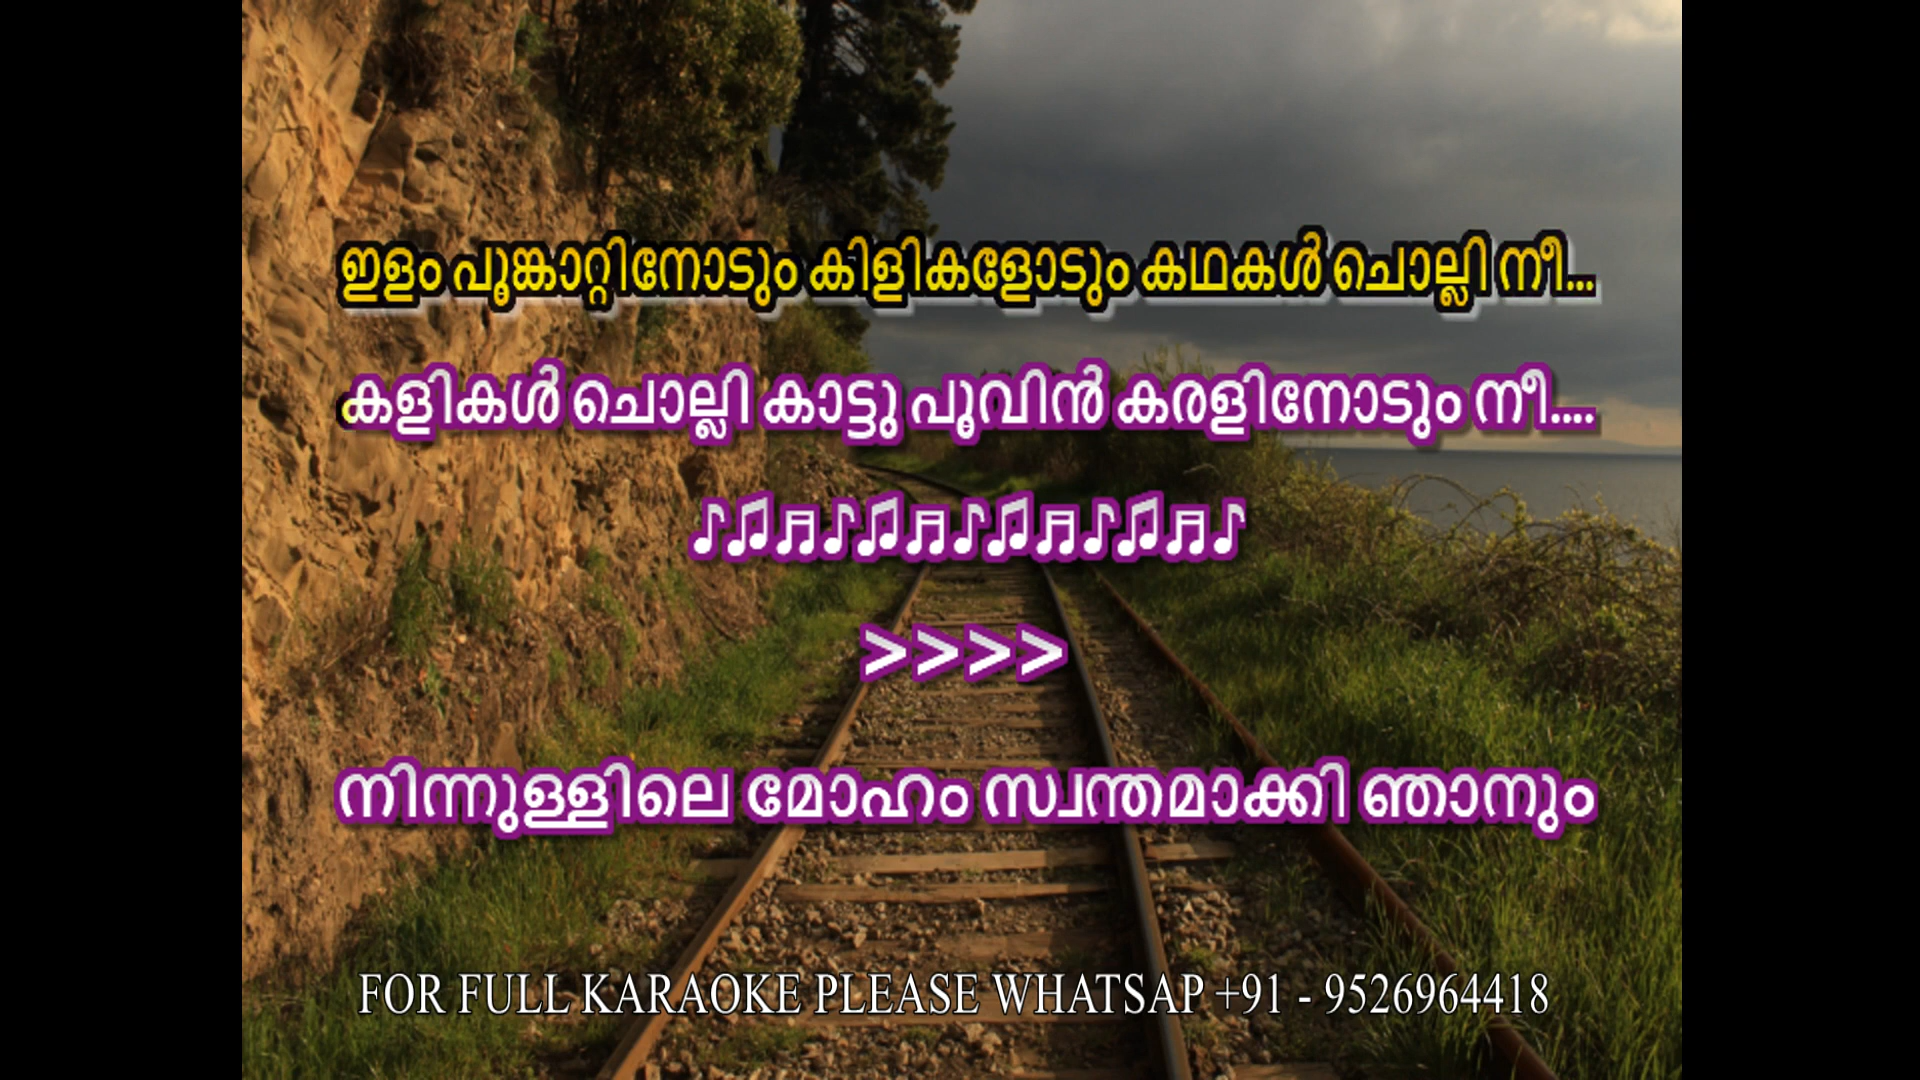 ഇളം പൂങ്കാറ്റിനോടും കിളികളോടും കഥകൾ ചൊല്ലി നീ...
കളികൾ ചൊല്ലി കാട്ടു പൂവിൻ കരളിനോടും നീ....
♪♫♬♪♫♬♪♫♬♪♫♬♪
>>>>
നിന്നുള്ളിലെ മോഹം സ്വന്തമാക്കി ഞാനും
FOR FULL KARAOKE PLEASE WHATSAP +91 - 9526964418